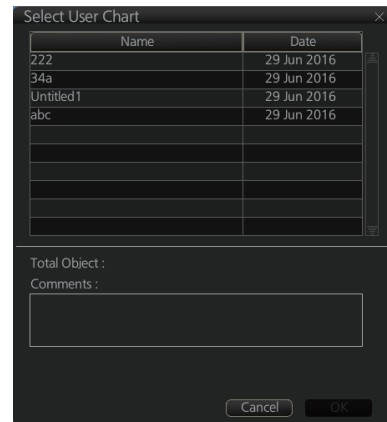 Select User Chart
Name Date
222 29 Jun 2016
34a 29 Jun 2016
Untitled1 29 Jun 2016
abc 29 Jun 2016
Total Object :
Comments :
Cancel OK